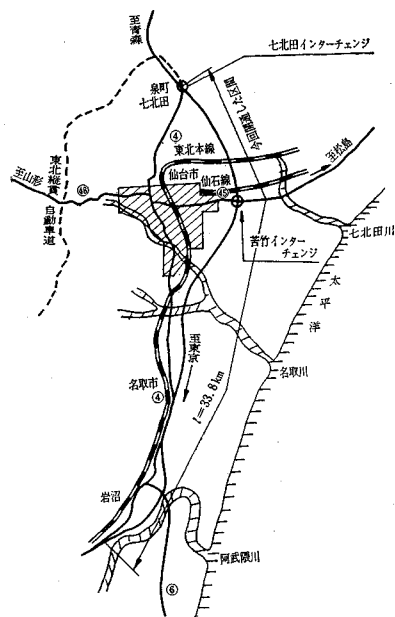 至青森
七北田インターチェンジ
泉町
七北田
今回開通した区間
④
東北本線
至松島
仙台市
仙石線
㊺
至山形
㊻
東北縦貫
自動車道
苦竹インター
チェンジ
七北田川
太平洋
至東京
名取川
名取市
④
l=33.8km
岩沼
阿武隈川
⑥